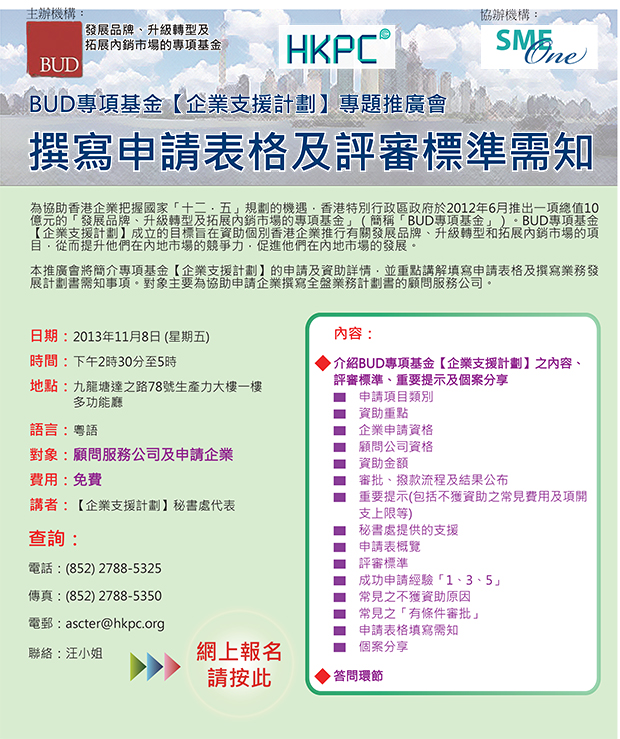 主辦機構：
BUD
發展品牌、升級轉型及
拓展內銷市場的專項基金
HKPC
協辦機構：
SME
One
BUD專項基金【企業支援計劃】專題推廣會
撰寫申請表格及評審標準需知
為協助香港企業把握國家「十二．五」規劃的機遇，香港特別行政區政府於2012年6月推出一項總值10
億元的「發展品牌、升級轉型及拓展內銷市場的專項基金」（簡稱「BUD專項基金」）。BUD專項基金
【企業支援計劃】成立的目標旨在資助個別香港企業推行有關發展品牌、升級轉型和拓展內銷市場的項
目，從而提升他們在內地市場的競爭力，促進他們在內地市場的發展。
本推廣會將簡介專項基金【企業支援計劃】的申請及資助詳情，並重點講解填寫申請表格及撰寫業務發
展計劃書需知事項。對象主要為協助申請企業撰寫全盤業務計劃書的顧問服務公司。
日期：2013年11月8日 (星期五)
時間：下午2時30分至5時
地點：九龍塘達之路78號生產力大樓一樓
多功能廳
語言：粵語
對象：顧問服務公司及申請企業
費用：免費
講者：【企業支援計劃】秘書處代表
查詢：
電話：(852) 2788-5325
傳真：(852) 2788-5350
電郵：ascter@hkpc.org
聯絡：汪小姐
網上報名
請按此
內容：
介紹BUD專項基金【企業支援計劃】之內容、
評審標準、重要提示及個案分享
申請項目類別
資助重點
企業申請資格
顧問公司資格
資助金額
審批、撥款流程及結果公布
重要提示(包括不獲資助之常見費用及項開
支上限等)
秘書處提供的支援
申請表概覽
評審標準
成功申請經驗「1、3、5」
常見之不獲資助原因
常見之「有條件審批」
申請表格填寫需知
個案分享
答問環節